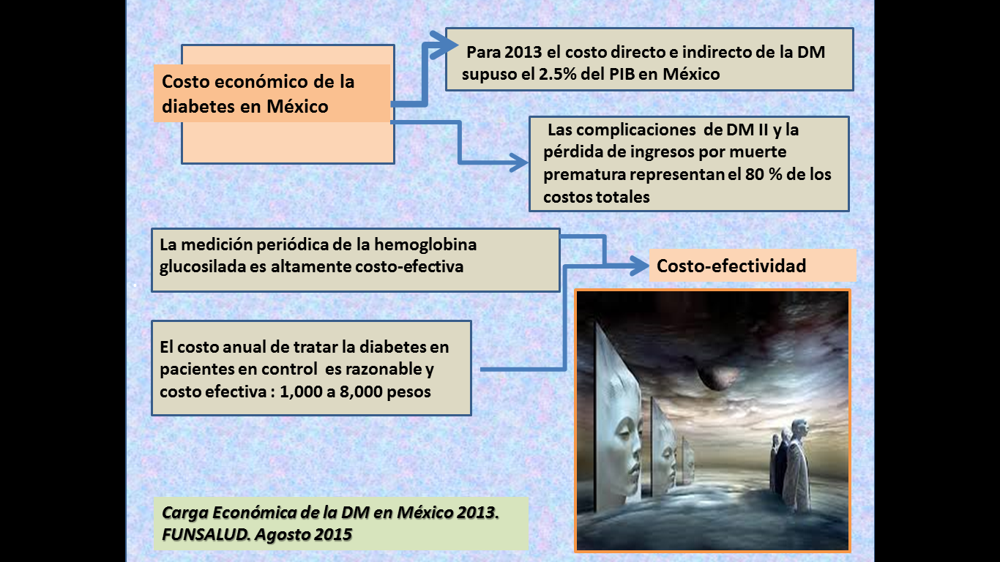 Costo económico de la
diabetes en México
Para 2013 el costo directo e indirecto de la DM
supuso el 2.5% del PIB en México
Las complicaciones de DM II y la
pérdida de ingresos por muerte
prematura representan el 80 % de los
costos totales
La medición periódica de la hemoglobina
glucosilada es altamente costo-efectiva
Costo-efectividad
El costo anual de tratar la diabetes en
pacientes en control es razonable y
costo efectiva : 1,000 a 8,000 pesos
Carga Económica de la DM en México 2013.
FUNSALUD. Agosto 2015